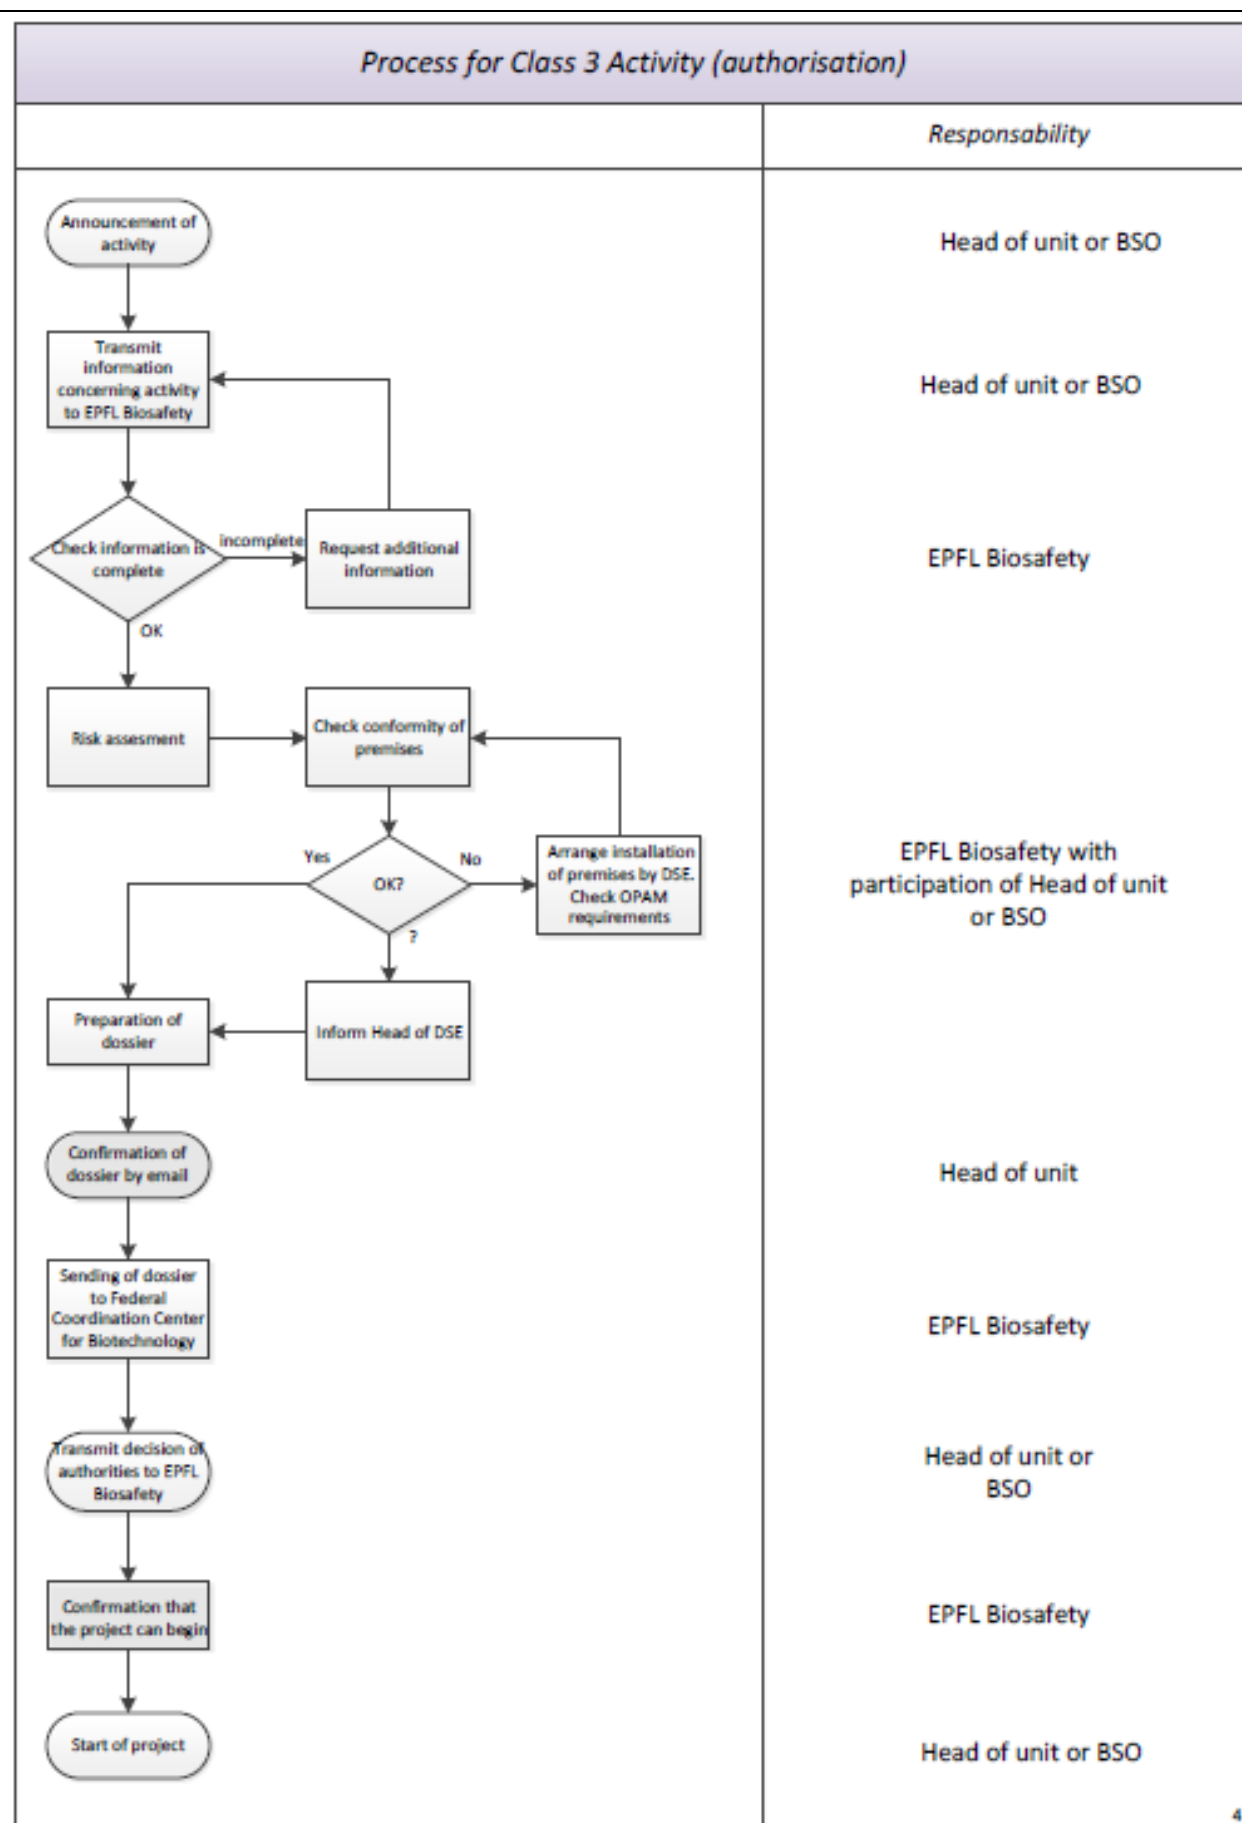 Process for Class 3 Activity (authorisation)
Responsability
Announcement of
activity
Head of unit or BSO
Transmit
information
concerning activity
to EPFL Biosafety
Head of unit or BSO
Check information is
complete
incomplete
Request additional
information
EPFL Biosafety
OK
Risk assesment
Check conformity of
premises
Yes
OK?
No
Arrange installation
of premises by DSE.
Check OPAM
requirements
EPFL Biosafety with
participation of Head of unit
or BSO
?
Preparation of
dossier
Inform Head of DSE
Confirmation of
dossier by email
Head of unit
Sending of dossier
to Federal
Coordination Center
for Biotechnology
EPFL Biosafety
Transmit decision of
authorities to EPFL
Biosafety
Head of unit or
BSO
Confirmation that
the project can begin
EPFL Biosafety
Start of project
Head of unit or BSO
4